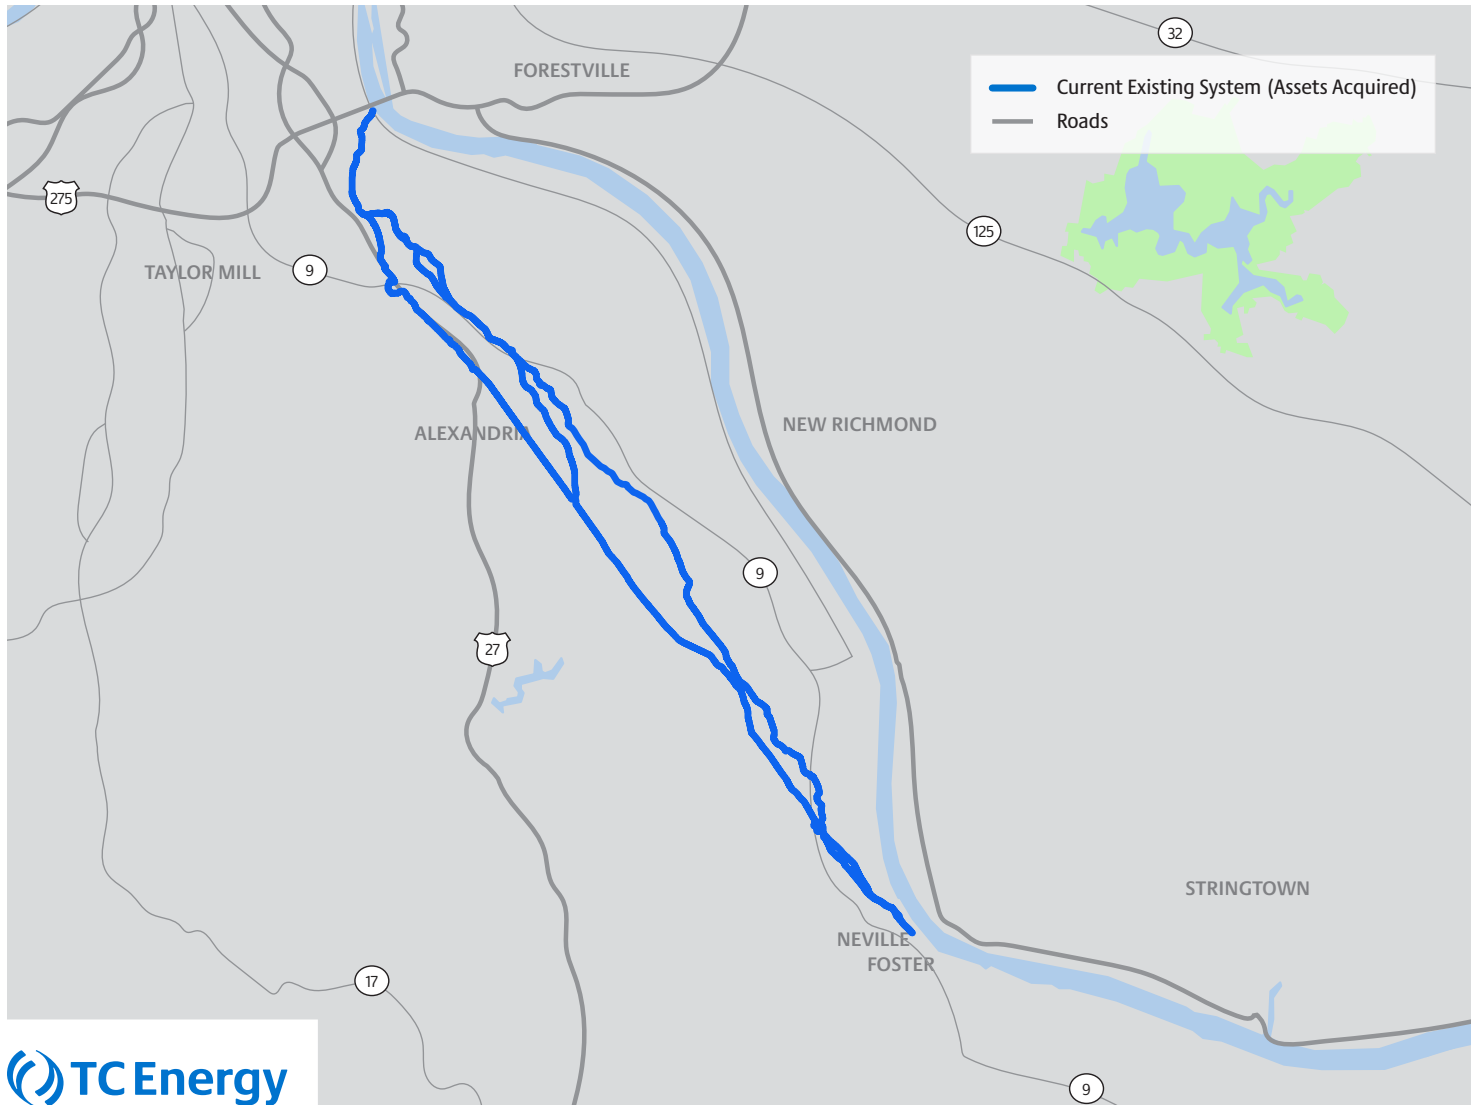 32
FORESTVILLE
Current Existing System (Assets Acquired)
Roads
275
125
TAYLOR MILL
9
NEW RICHMOND
ALEXANDRIA
9
27
STRINGTOWN
NEVILLE
FOSTER
17
TC Energy
9